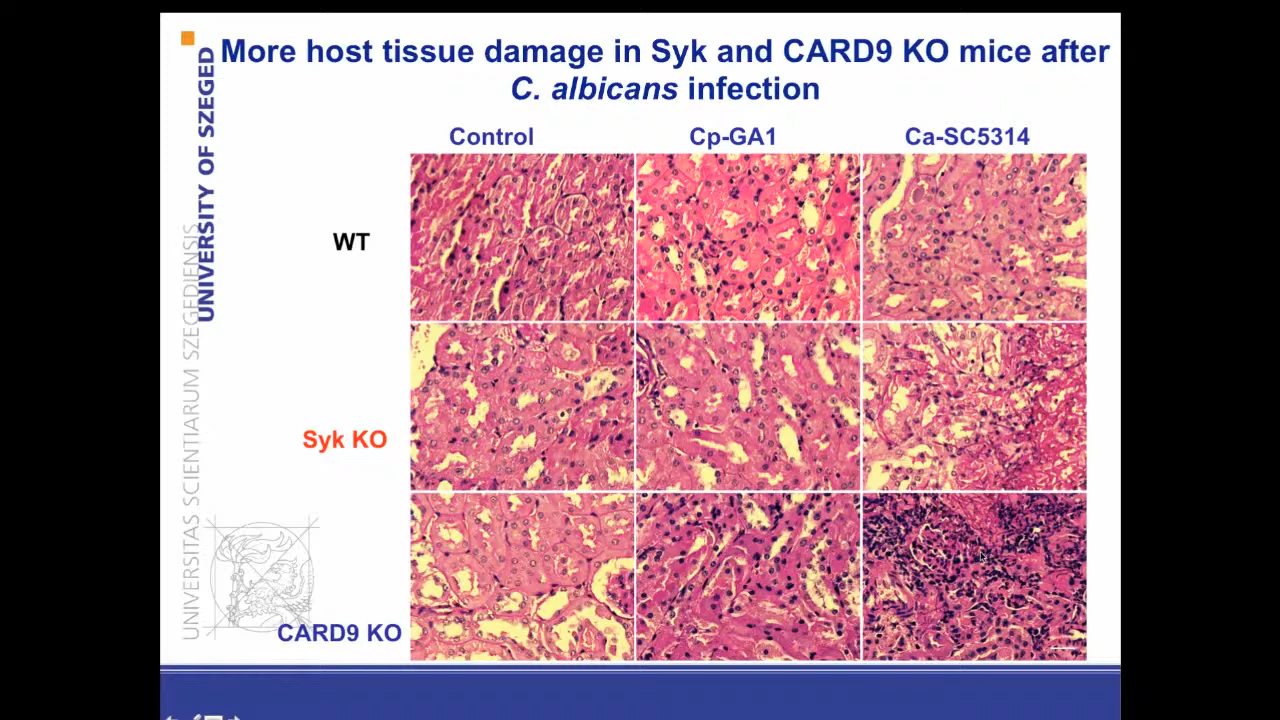 More host tissue damage in Syk and CARD9 KO mice after
C. albicans infection
UNIVERSITY OF SZEGED
UNIVERSITAS SCIENTIARUM SZEGEDIENSIS
Control Cp-GA1 Ca-SC5314
WT
Syk KO
CARD9 KO